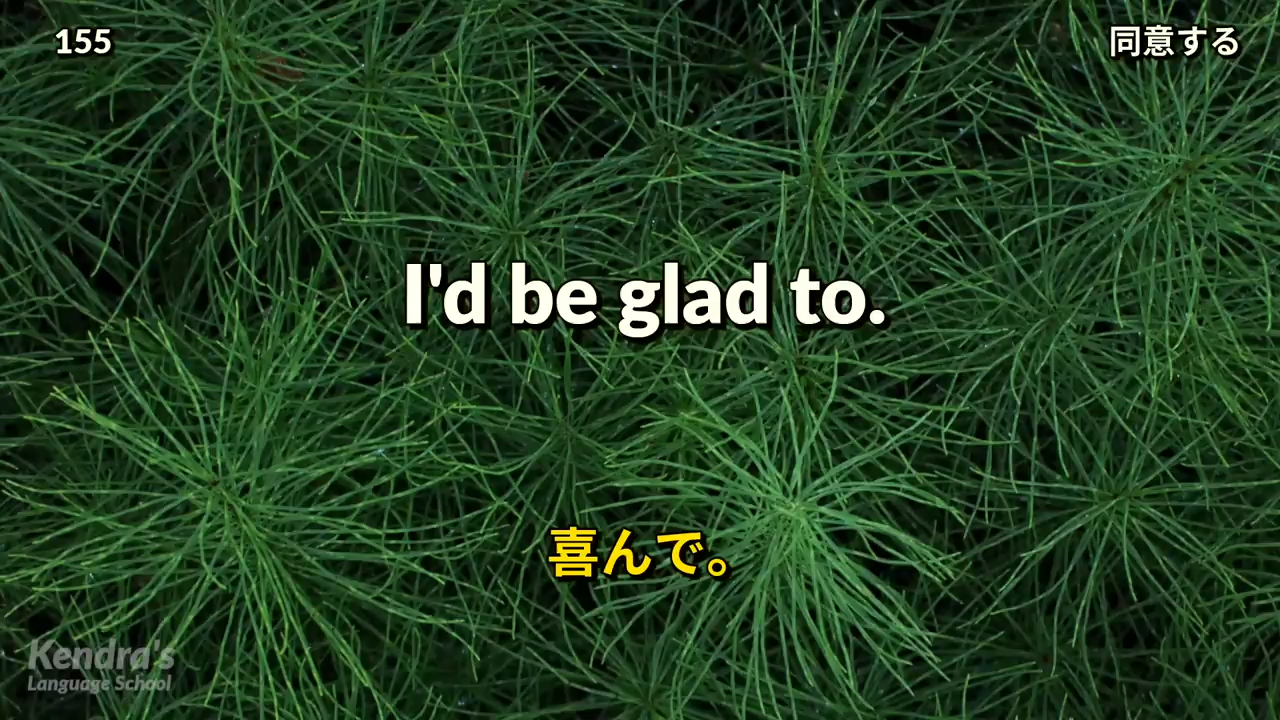 155
同意する
I'd be glad to.
喜んで。
Kendra's
Language School